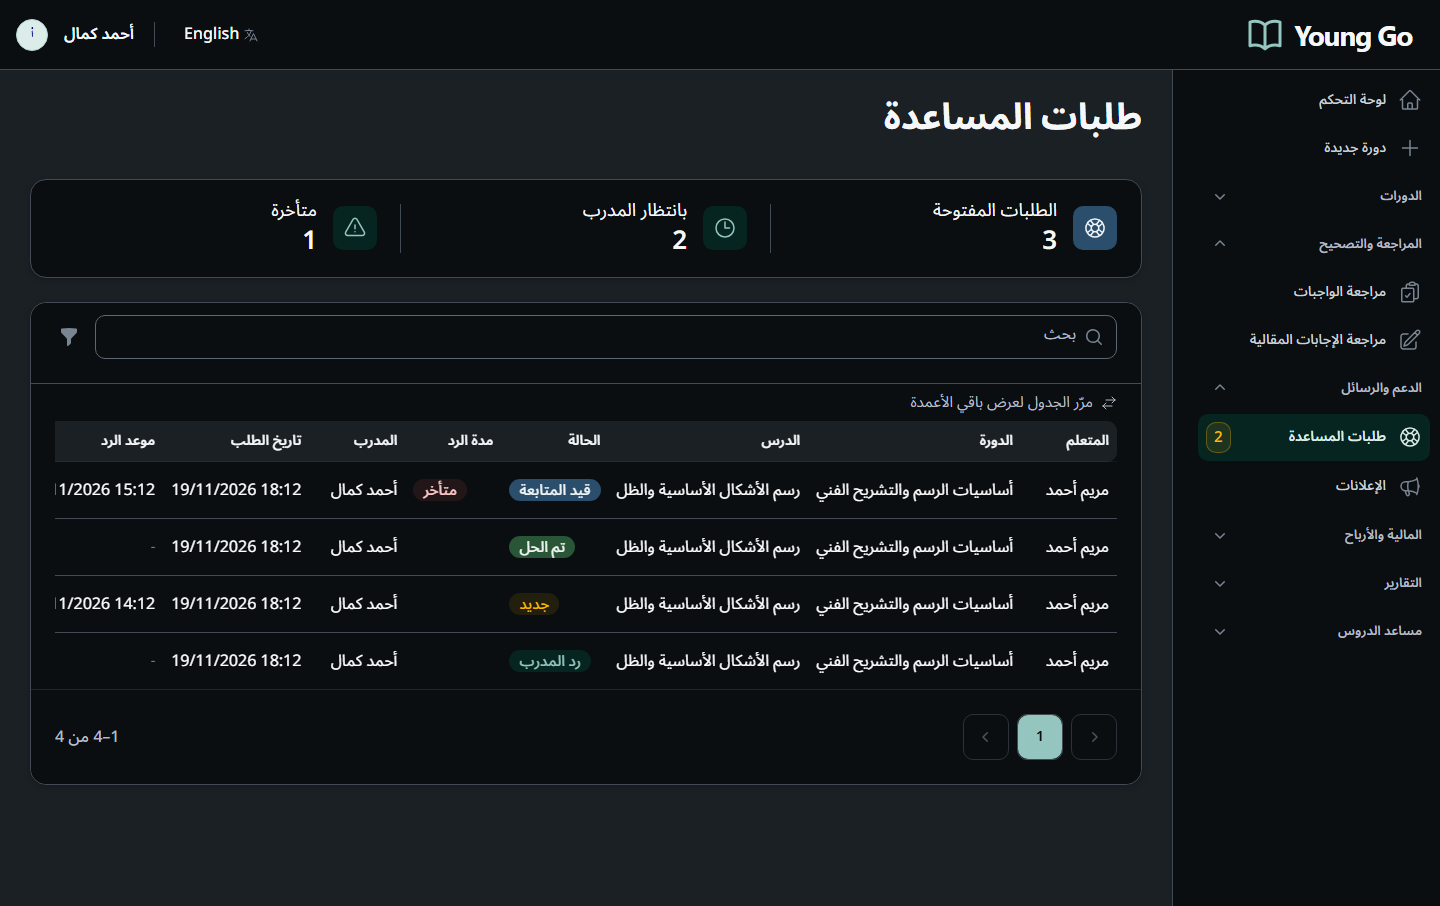 Young Go
English
أحمد كمال
i
لوحة التحكم
دورة جديدة
الدورات
المراجعة والتصحيح
مراجعة الواجبات
مراجعة الإجابات المقالية
الدعم والرسائل
طلبات المساعدة 2
الإعلانات
المالية والأرباح
التقارير
مساعد الدروس
طلبات المساعدة
الطلبات المفتوحة
3
بانتظار المدرب
2
متأخرة
1
بحث
مرّر الجدول لعرض باقي الأعمدة
المتعلم الدورة الدرس الحالة مدة الرد المدرب تاريخ الطلب موعد الرد
مريم أحمد أساسيات الرسم والتشريح الفني رسم الأشكال الأساسية والظل قيد المتابعة متأخر أحمد كمال 19/11/2026 18:12 1/2026 15:12
مريم أحمد أساسيات الرسم والتشريح الفني رسم الأشكال الأساسية والظل تم الحل أحمد كمال 19/11/2026 18:12 -
مريم أحمد أساسيات الرسم والتشريح الفني رسم الأشكال الأساسية والظل جديد أحمد كمال 19/11/2026 18:12 1/2026 14:12
مريم أحمد أساسيات الرسم والتشريح الفني رسم الأشكال الأساسية والظل رد المدرب أحمد كمال 19/11/2026 18:12 -
1
1–4 من 4